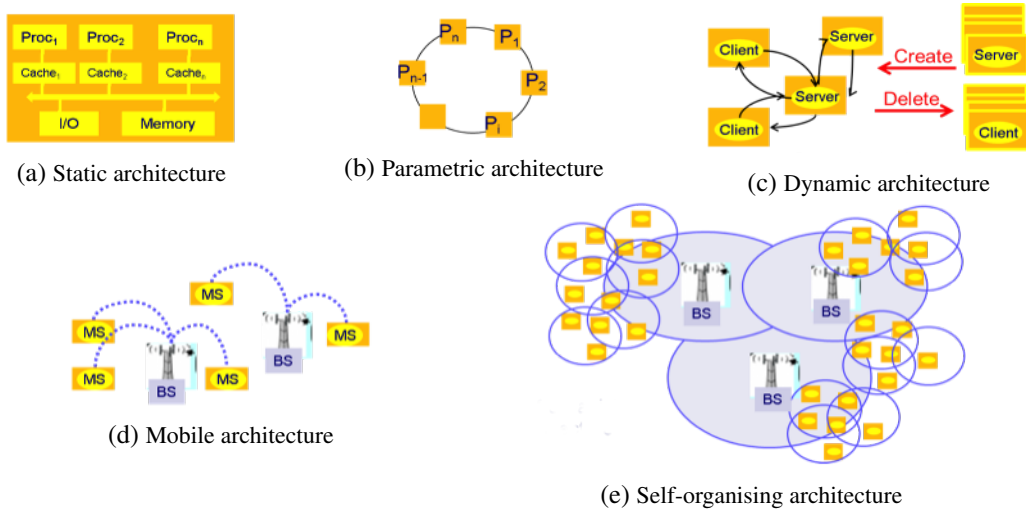 Proc₁ Proc₂ Procₙ
Cache₁ Cache₂ Cacheₙ
I/O Memory
(a) Static architecture
Pₙ P₁
Pₙ₋₁ P₂
Pᵢ
(b) Parametric architecture
Client Server
Server
Client
Create
Server
Delete
Client
(c) Dynamic architecture
MS
MS MS
BS
MS BS MS
(d) Mobile architecture
BS BS
BS
(e) Self-organising architecture